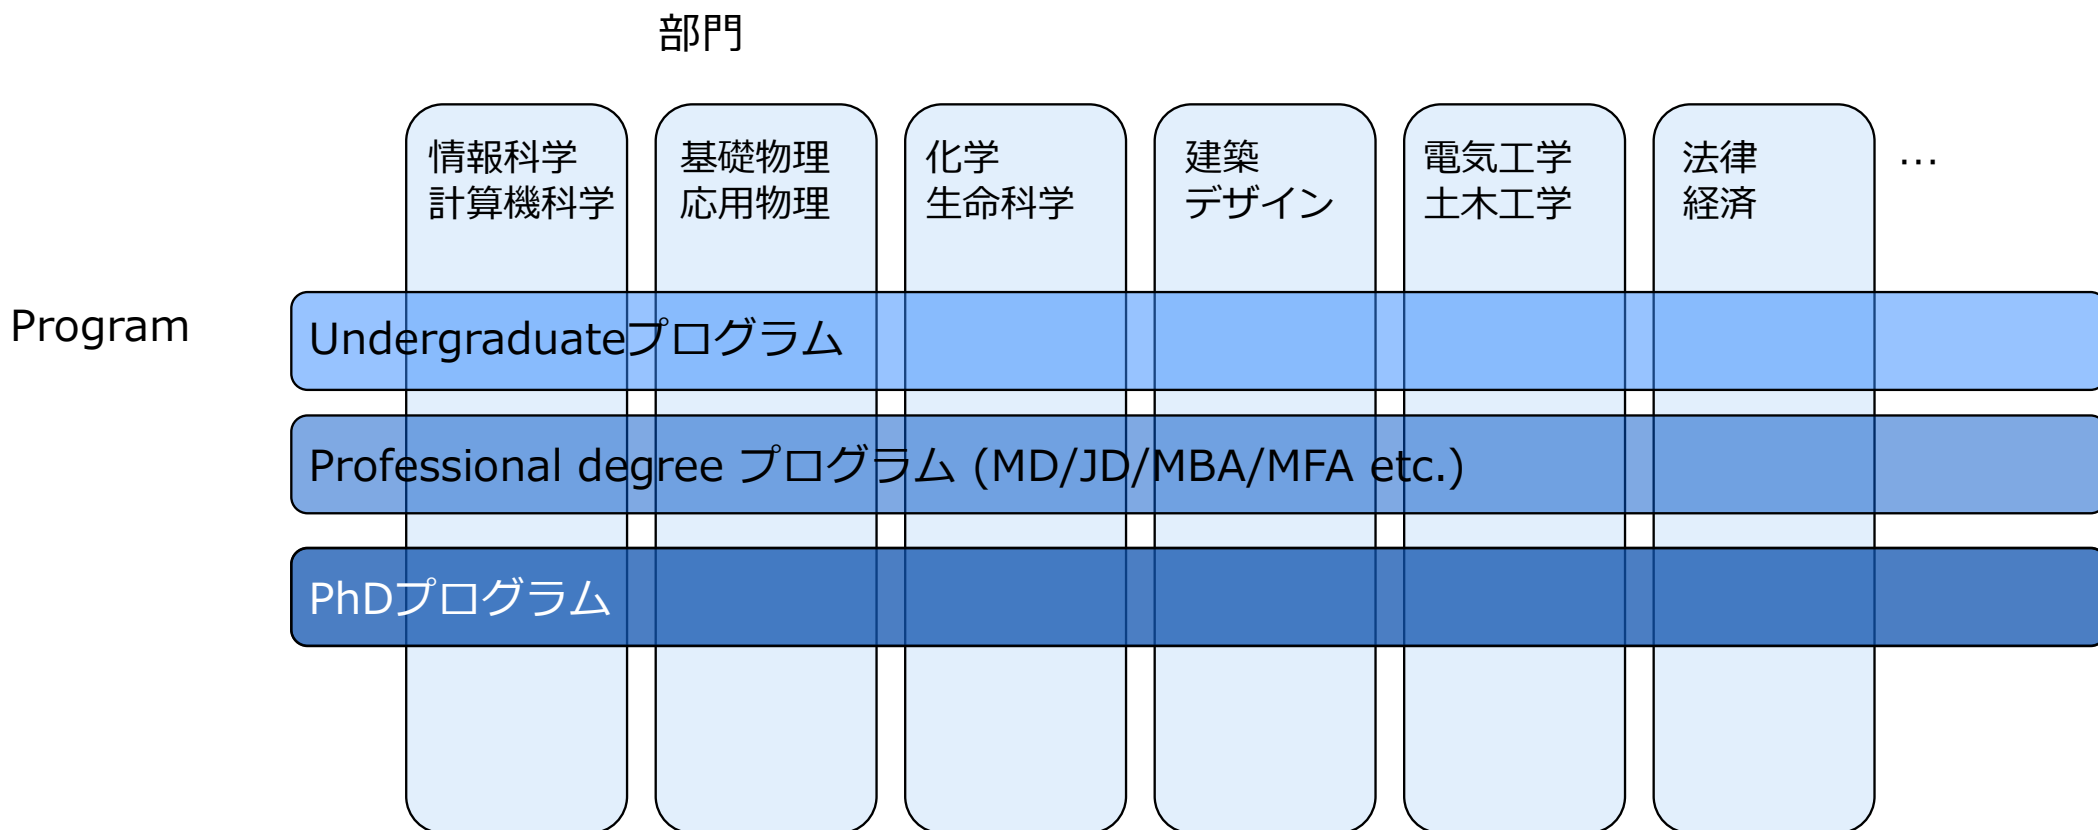 部門
情報科学
計算機科学
基礎物理
応用物理
化学
生命科学
建築
デザイン
電気工学
土木工学
法律
経済
…
Program
Undergraduateプログラム
Professional degree プログラム (MD/JD/MBA/MFA etc.)
PhDプログラム